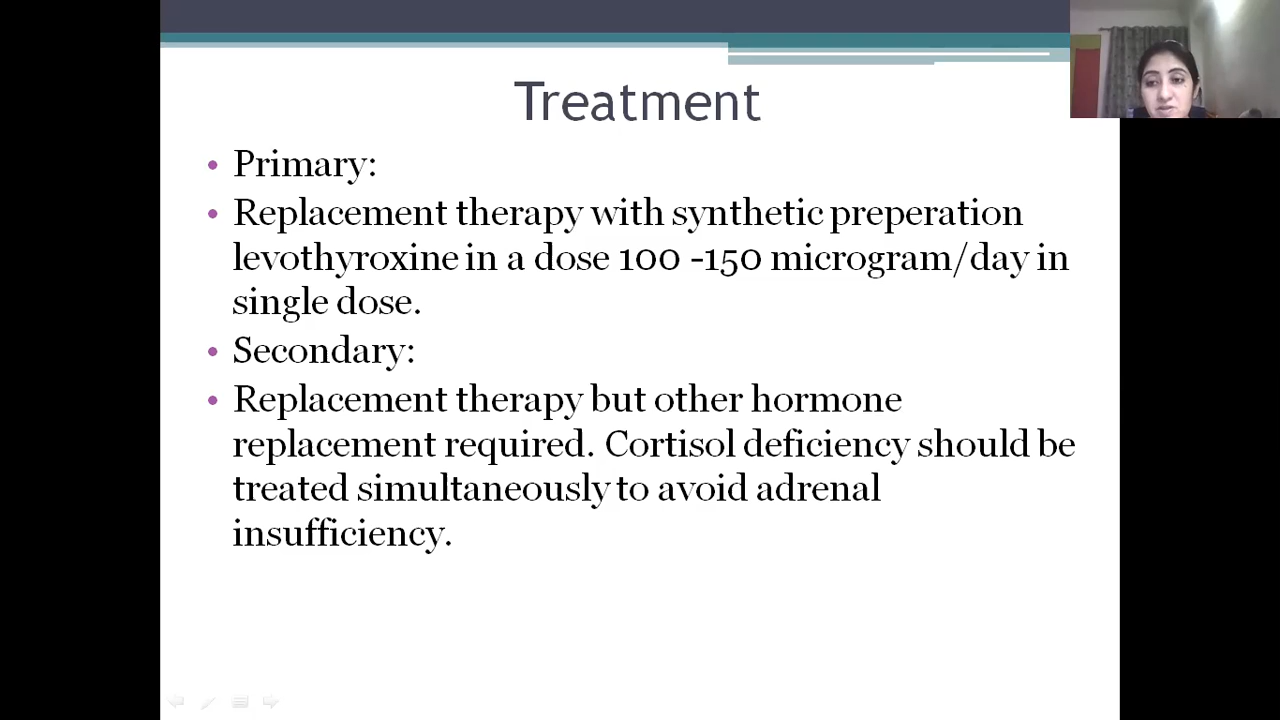 Treatment
• Primary:
• Replacement therapy with synthetic preperation
levothyroxine in a dose 100 -150 microgram/day in
single dose.
• Secondary:
• Replacement therapy but other hormone
replacement required. Cortisol deficiency should be
treated simultaneously to avoid adrenal
insufficiency.